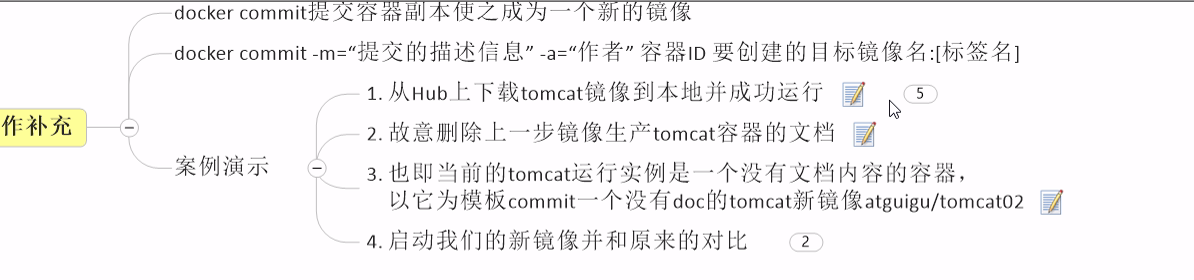 docker commit提交容器副本使之成为一个新的镜像
docker commit -m=“提交的描述信息” -a=“作者” 容器ID 要创建的目标镜像名:[标签名]
作补充
案例演示
1. 从Hub上下载tomcat镜像到本地并成功运行
5
2. 故意删除上一步镜像生产tomcat容器的文档
3. 也即当前的tomcat运行实例是一个没有文档内容的容器，
以它为模板commit一个没有doc的tomcat新镜像atguigu/tomcat02
4. 启动我们的新镜像并和原来的对比
2